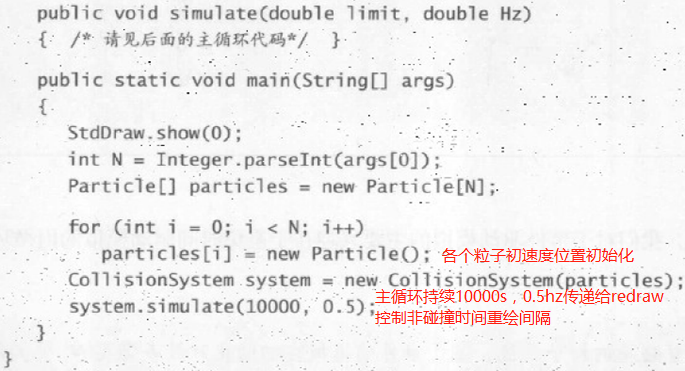 public void simulate(double limit, double Hz)
{ /* 请见后面的主循环代码*/ }
public static void main(String[] args)
{
StdDraw.show(0);
int N = Integer.parseInt(args[0]);
Particle[] particles = new Particle[N];
for (int i = 0; i < N; i++)
particles[i] = new Particle(); 各个粒子初速度位置初始化
CollisionSystem system = new CollisionSystem(particles);
主循环持续10000s，0.5hz传递给redraw
system.simulate(10000, 0.5);
控制非碰撞时间重绘间隔
}
}